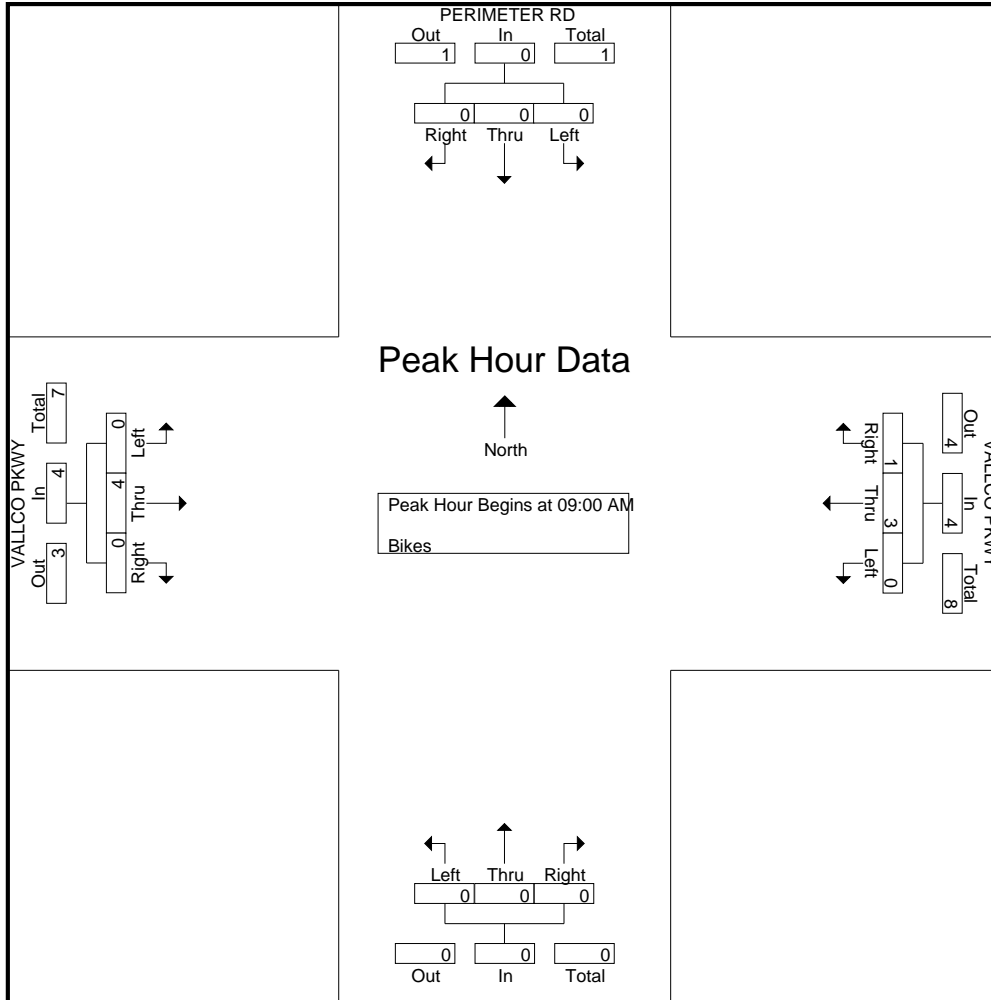 PERIMETER RD
Out In Total
1 0 1
0 0 0
Right Thru Left
Peak Hour Data
North
Peak Hour Begins at 09:00 AM
Bikes
VALLCO PKWY
Out In Total
3 4 7
0 4 0
Left Thru Right
VALLCO PKWY
Out In Total
4 4 8
1 3 0
Right Thru Left
Left Thru Right
0 0 0
0 0 0
Out In Total